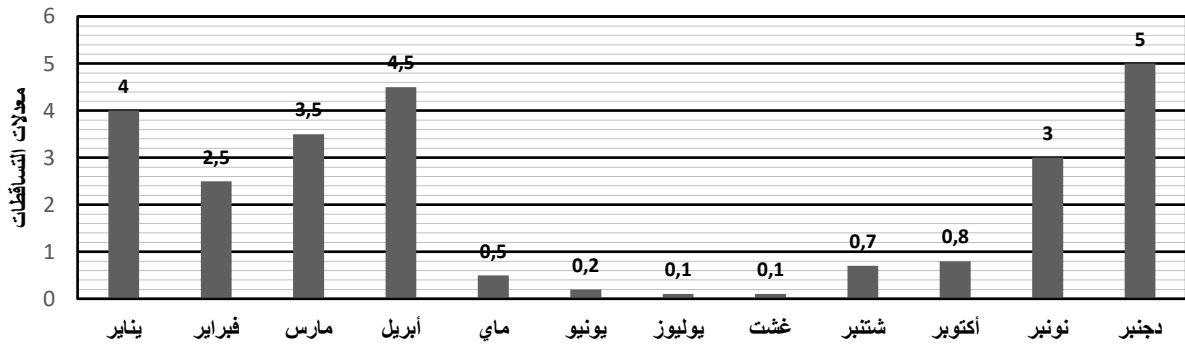 معدلات التساقطات
6
5
4
3
2
1
0
4
2,5
3,5
4,5
0,5
0,2
0,1
0,1
0,7
0,8
3
5
يناير
فبراير
مارس
أبريل
ماي
يونيو
يوليوز
غشت
شتنبر
أكتوبر
نونبر
دجنبر